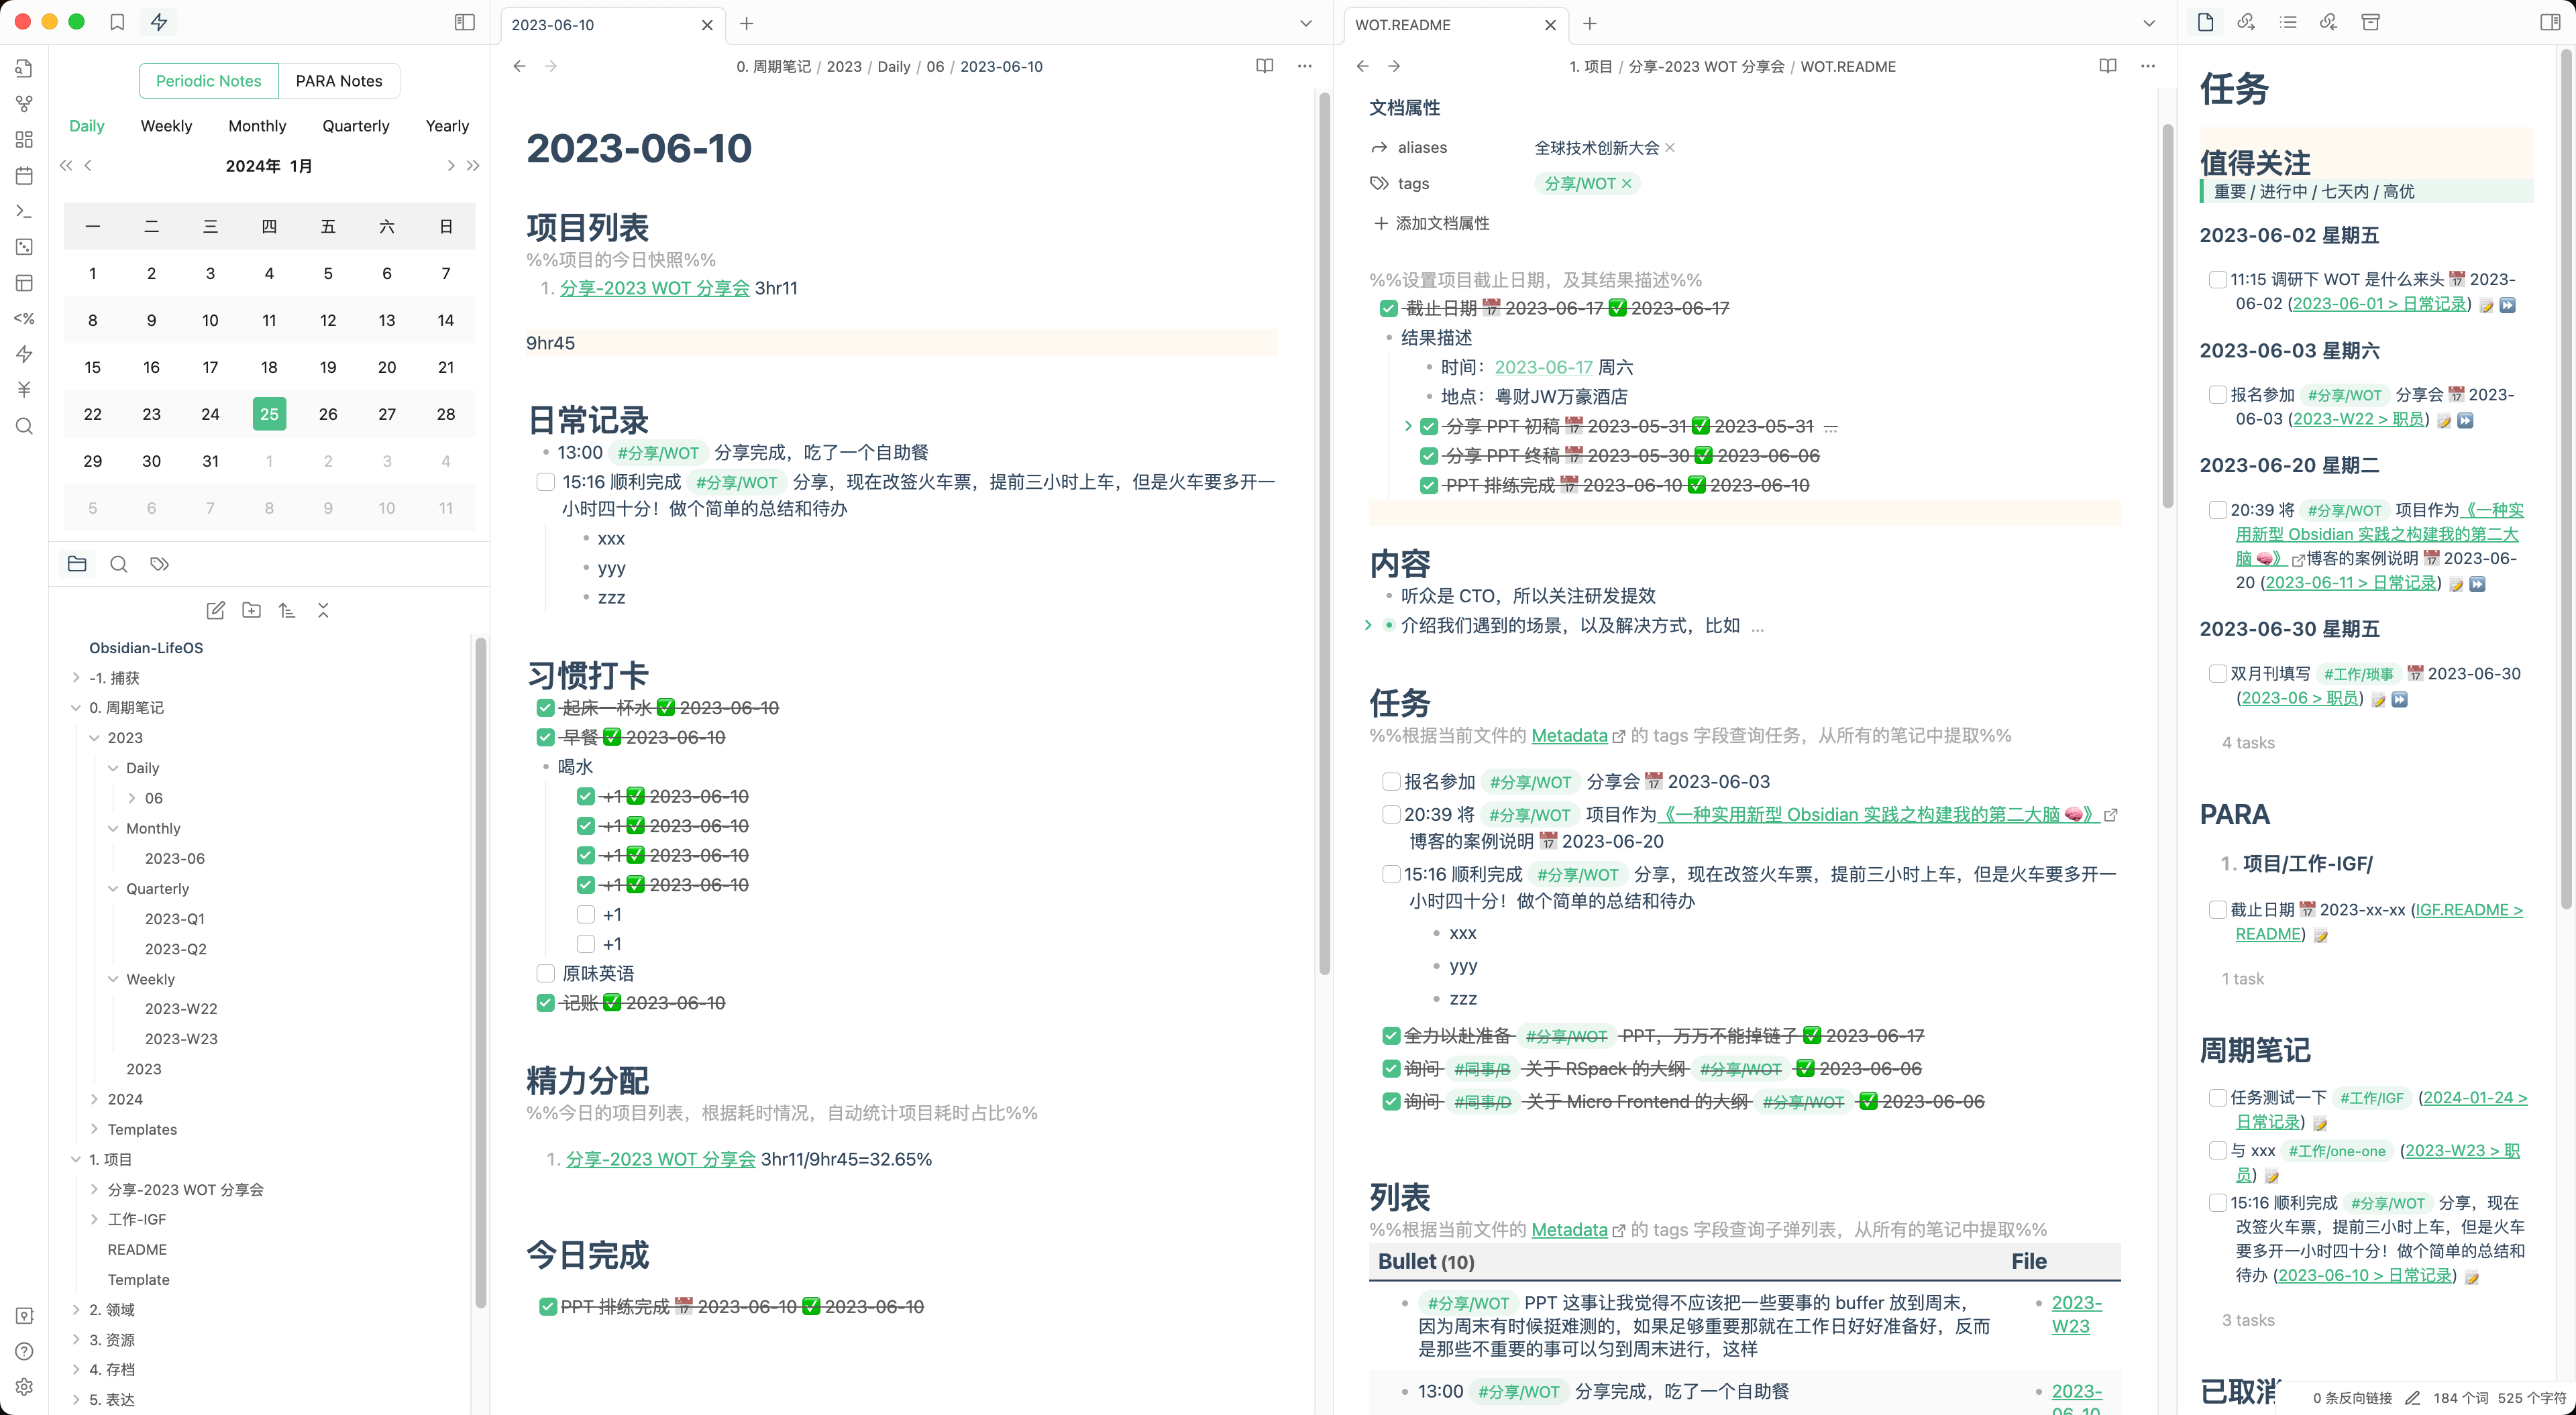 Periodic Notes
PARA Notes
Daily
Weekly
Monthly
Quarterly
Yearly
2024年 1月
一 二 三 四 五 六 日
1 2 3 4 5 6 7
8 9 10 11 12 13 14
15 16 17 18 19 20 21
22 23 24 25 26 27 28
29 30 31 1 2 3 4
5 6 7 8 9 10 11
Obsidian-LifeOS
-1. 捕获
0. 周期笔记
2023
Daily
06
Monthly
2023-06
Quarterly
2023-Q1
2023-Q2
Weekly
2023-W22
2023-W23
2023
2024
Templates
1. 项目
分享-2023 WOT 分享会
工作-IGF
README
Template
2. 领域
3. 资源
4. 存档
5. 表达
2023-06-10
0. 周期笔记 / 2023 / Daily / 06 / 2023-06-10
2023-06-10
项目列表
%%项目的今日快照%%
1. 分享-2023 WOT 分享会 3hr11
9hr45
日常记录
13:00 #分享/WOT 分享完成，吃了一个自助餐
15:16 顺利完成 #分享/WOT 分享，现在改签火车票，提前三小时上车，但是火车要多开一
小时四十分！做个简单的总结和待办
xxx
yyy
zzz
习惯打卡
起床一杯水 ✅ 2023-06-10
早餐 ✅ 2023-06-10
喝水
+1 ✅ 2023-06-10
+1 ✅ 2023-06-10
+1 ✅ 2023-06-10
+1 ✅ 2023-06-10
+1
+1
原味英语
记账 ✅ 2023-06-10
精力分配
%%今日的项目列表，根据耗时情况，自动统计项目耗时占比%%
1. 分享-2023 WOT 分享会 3hr11/9hr45=32.65%
今日完成
PPT 排练完成 📅 2023-06-10 ✅ 2023-06-10
WOT.README
1. 项目 / 分享-2023 WOT 分享会 / WOT.README
文档属性
aliases 全球技术创新大会 ×
tags 分享/WOT ×
添加文档属性
%%设置项目截止日期，及其结果描述%%
截止日期 📅 2023-06-17 ✅ 2023-06-17
结果描述
时间：2023-06-17 周六
地点：粤财JW万豪酒店
分享 PPT 初稿 📅 2023-05-31 ✅ 2023-05-31 ...
分享 PPT 终稿 📅 2023-05-30 ✅ 2023-06-06
PPT 排练完成 📅 2023-06-10 ✅ 2023-06-10
内容
听众是 CTO，所以关注研发提效
介绍我们遇到的场景，以及解决方式，比如 ...
任务
%%根据当前文件的 Metadata 的 tags 字段查询任务，从所有的笔记中提取%%
报名参加 #分享/WOT 分享会 📅 2023-06-03
20:39 将 #分享/WOT 项目作为《一种实用新型 Obsidian 实践之构建我的第二大脑 🧠》
博客的案例说明 📅 2023-06-20
15:16 顺利完成 #分享/WOT 分享，现在改签火车票，提前三小时上车，但是火车要多开一
小时四十分！做个简单的总结和待办
xxx
yyy
zzz
全力以赴准备 #分享/WOT PPT，万万不能掉链子 ✅ 2023-06-17
询问 #同事/B 关于 RSpack 的大纲 #分享/WOT ✅ 2023-06-06
询问 #同事/D 关于 Micro Frontend 的大纲 #分享/WOT ✅ 2023-06-06
列表
%%根据当前文件的 Metadata 的 tags 字段查询子弹列表，从所有的笔记中提取%%
Bullet (10) File
#分享/WOT PPT 这事让我觉得不应该把一些要事的 buffer 放到周末，
因为周末有时候挺难测的，如果足够重要那就在工作日好好准备好，反而
是那些不重要的事可以匀到周末进行，这样
2023-
W23
13:00 #分享/WOT 分享完成，吃了一个自助餐
2023-
06-10
任务
值得关注
重要 / 进行中 / 七天内 / 高优
2023-06-02 星期五
11:15 调研下 WOT 是什么来头 📅 2023-
06-02 (2023-06-01 > 日常记录) 📝 ⏩
2023-06-03 星期六
报名参加 #分享/WOT 分享会 📅 2023-
06-03 (2023-W22 > 职员) 📝 ⏩
2023-06-20 星期二
20:39 将 #分享/WOT 项目作为《一种实
用新型 Obsidian 实践之构建我的第二大
脑 🧠》 博客的案例说明 📅 2023-06-
20 (2023-06-11 > 日常记录) 📝 ⏩
2023-06-30 星期五
双月刊填写 #工作/琐事 📅 2023-06-30
(2023-06 > 职员) 📝 ⏩
4 tasks
PARA
1. 项目/工作-IGF/
截止日期 📅 2023-xx-xx (IGF.README >
README) 📝
1 task
周期笔记
任务测试一下 #工作/IGF (2024-01-24 >
日常记录) 📝
与 xxx #工作/one-one (2023-W23 > 职
员) 📝
15:16 顺利完成 #分享/WOT 分享，现在
改签火车票，提前三小时上车，但是火车
要多开一小时四十分！做个简单的总结和
待办 (2023-06-10 > 日常记录) 📝
3 tasks
已取消
0 条反向链接 184 个词 525 个字符